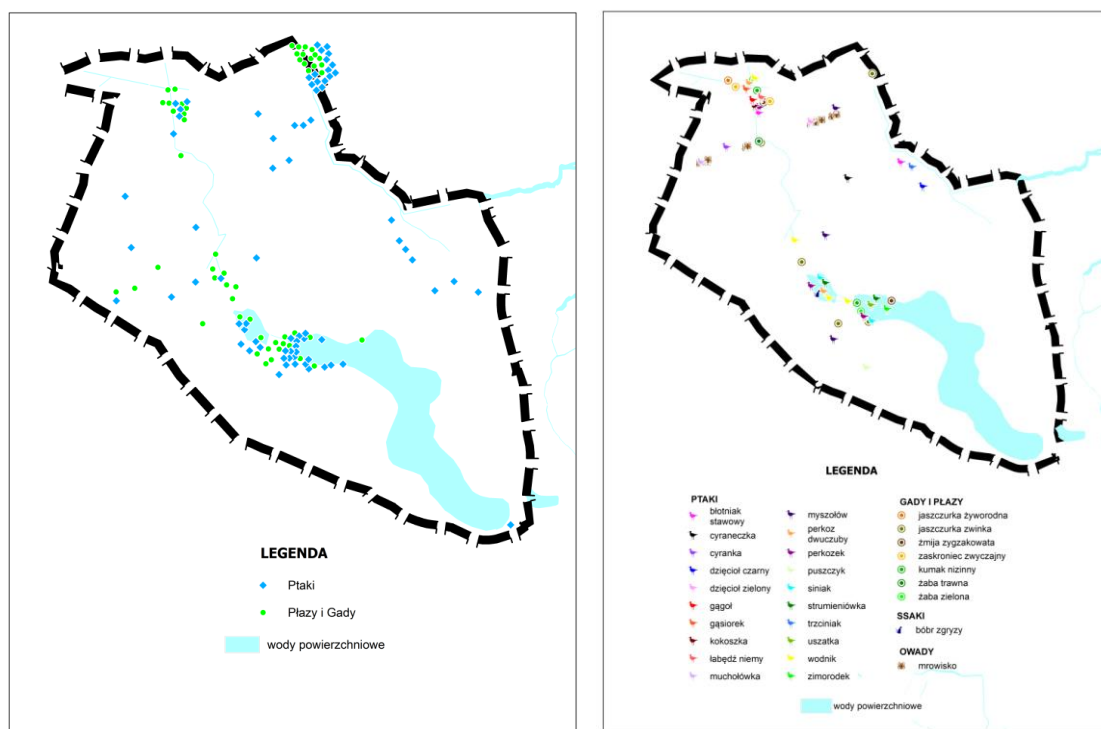 LEGENDA
Ptaki
Płazy i Gady
wody powierzchniowe
LEGENDA
PTAKI
błotniak
stawowy
cyraneczka
cyranka
dzięcioł czarny
dzięcioł zielony
gągoł
gąsiorek
kokoszka
łabędź niemy
muchołówka
myszołów
perkoz
dwuczuby
perkozek
puszczyk
siniak
strumieniówka
trzciniak
uszatka
wodnik
zimorodek
GADY I PŁAZY
jaszczurka żyworodna
jaszczurka zwinka
żmija zygzakowata
zaskroniec zwyczajny
kumak nizinny
żaba trawna
żaba zielona
SSAKI
bóbr zgryzy
OWADY
mrowisko
wody powierzchniowe